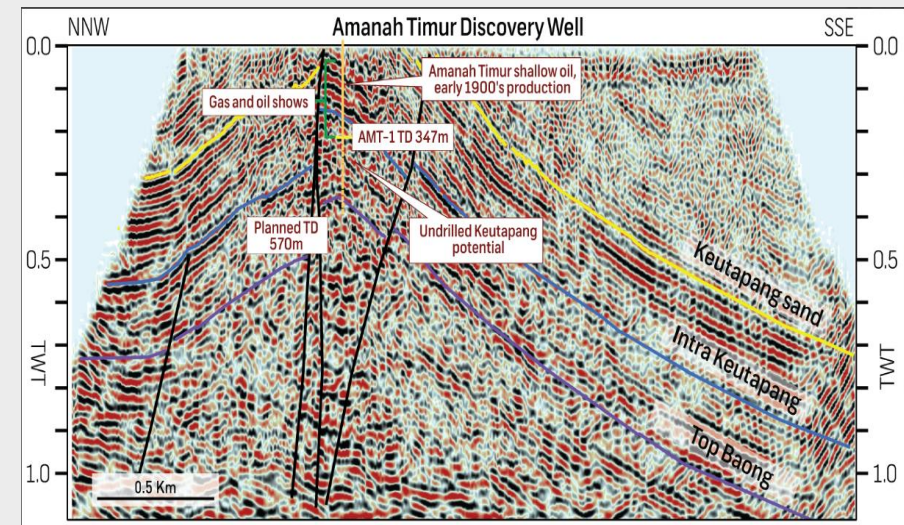 NNW
Amanah Timur Discovery Well
SSE
0.0
0.0
Amanah Timur shallow oil,
early 1900's production
Gas and oil shows
AMT-1 TD 347m
Planned TD
570m
Undrilled Keutapang
potential
0.5
0.5
Keutapang sand
Intra Keutapang
Top Baong
TWT
TWT
1.0
1.0
0.5 Km